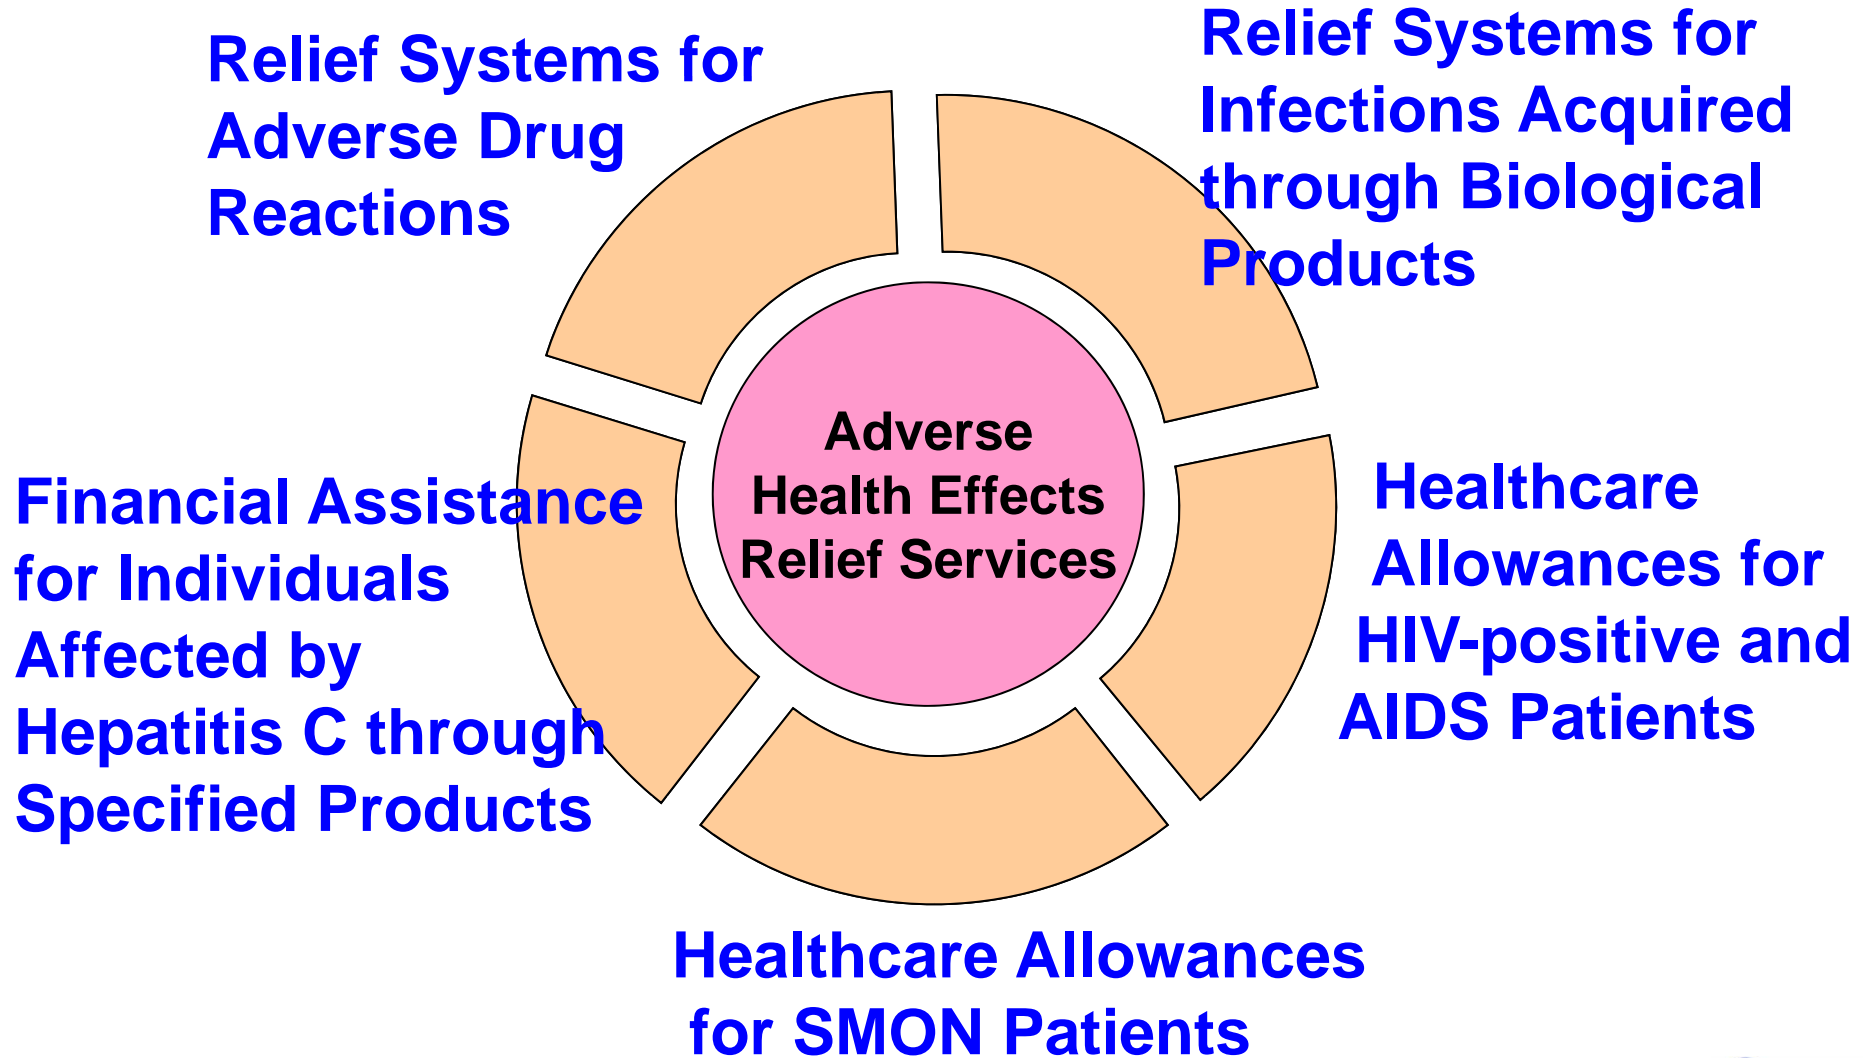 Relief Systems for
Adverse Drug
Reactions
Relief Systems for
Infections Acquired
through Biological
Products
Adverse
Health Effects
Relief Services
Financial Assistance
for Individuals
Affected by
Hepatitis C through
Specified Products
Healthcare
Allowances for
HIV-positive and
AIDS Patients
Healthcare Allowances
for SMON Patients